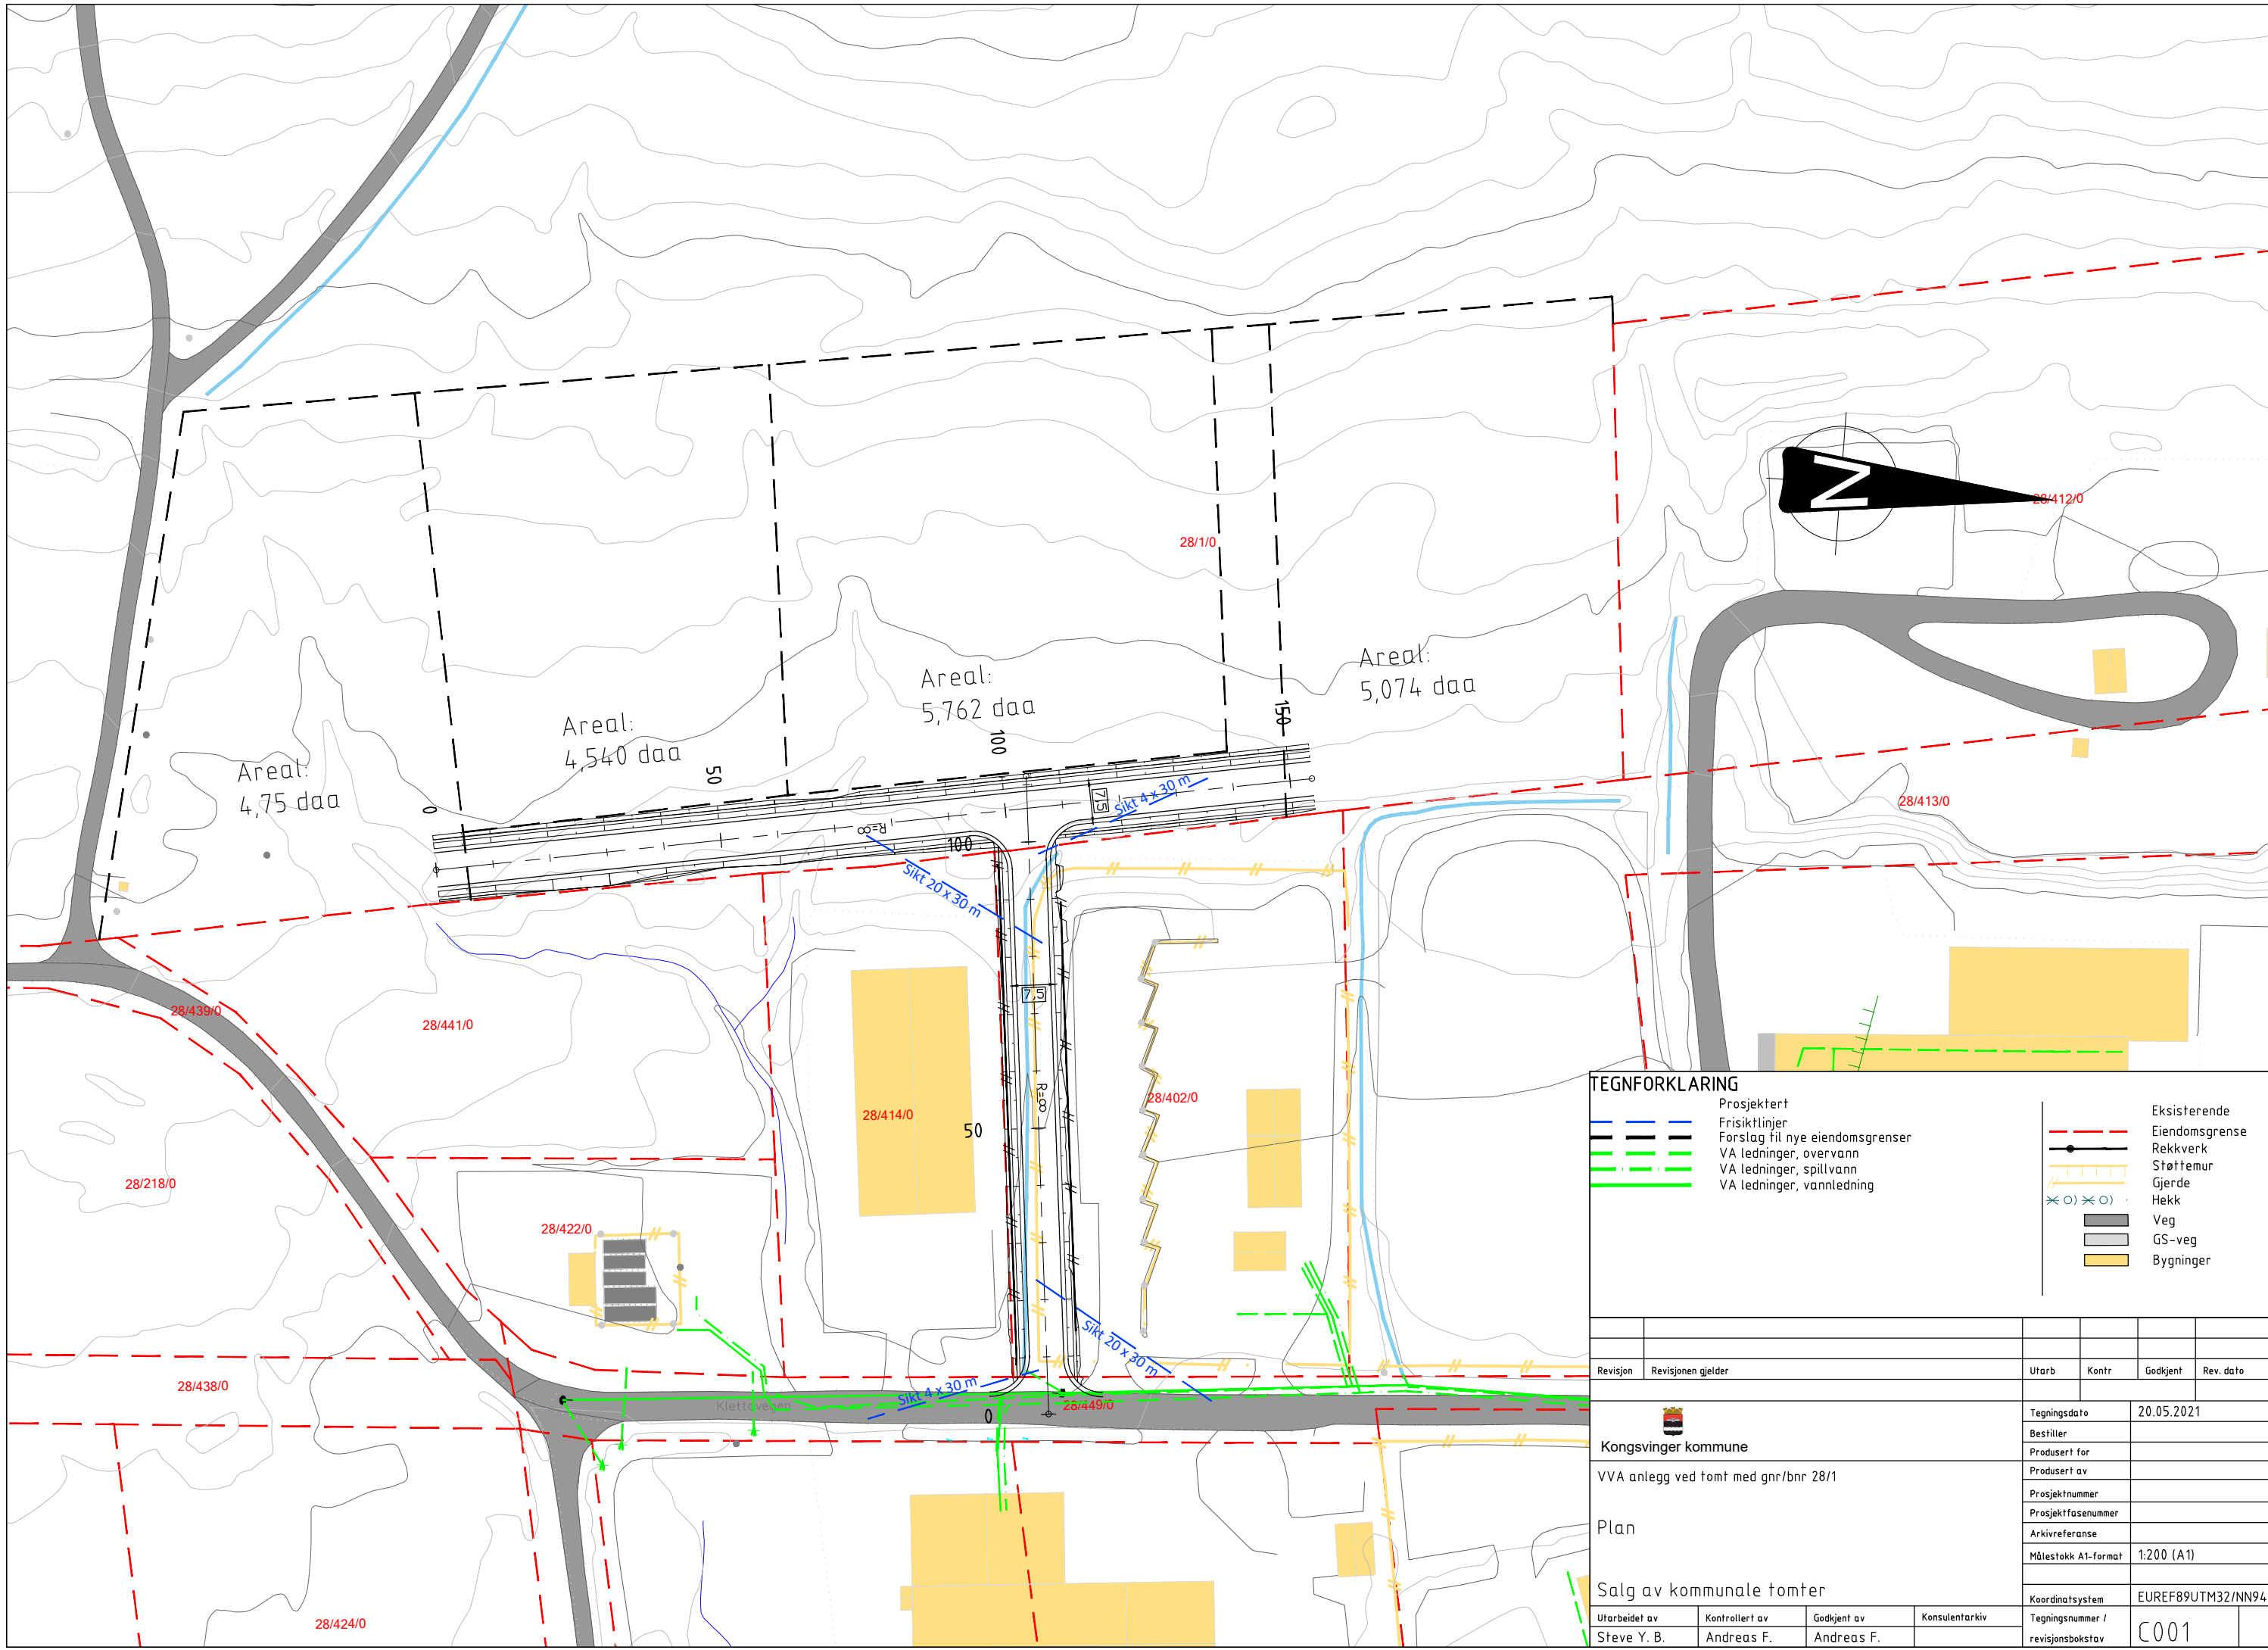 28/1/0
28/412/0
N
Areal:
5,074 daa
Areal:
5,762 daa
Areal:
4,540 daa
Areal:
4,75 daa
0
50
100
150
Sikt 4 x 30 m
7,5
R=∞
100
Sikt 20 x 30 m
28/413/0
28/439/0
28/441/0
7,5
R=∞
50
28/414/0
28/402/0
28/218/0
28/422/0
Sikt 20 x 30 m
Sikt 4 x 30 m
28/438/0
Klettavegen
0
28/449/0
28/424/0
TEGNFORKLARING
Prosjektert
Frisiktlinjer
Forslag til nye eiendomsgrenser
VA ledninger, overvann
VA ledninger, spillvann
VA ledninger, vannledning
Eksisterende
Eiendomsgrense
Rekkverk
Støttemur
Gjerde
Hekk
Veg
GS-veg
Bygninger
Revisjon Revisjonen gjelder Utarb Kontr Godkjent Rev. dato
Kongsvinger kommune
VVA anlegg ved tomt med gnr/bnr 28/1
Plan
Salg av kommunale tomter
Tegningsdato 20.05.2021
Bestiller
Produsert for
Produsert av
Prosjektnummer
Prosjektfasenummer
Arkivreferanse
Målestokk A1-format 1:200 (A1)
Koordinatsystem EUREF89UTM32/NN94
Utarbeidet av Kontrollert av Godkjent av Konsulentarkiv
Steve Y. B. Andreas F. Andreas F.
Tegningsnummer /
revisjonsbokstav C001